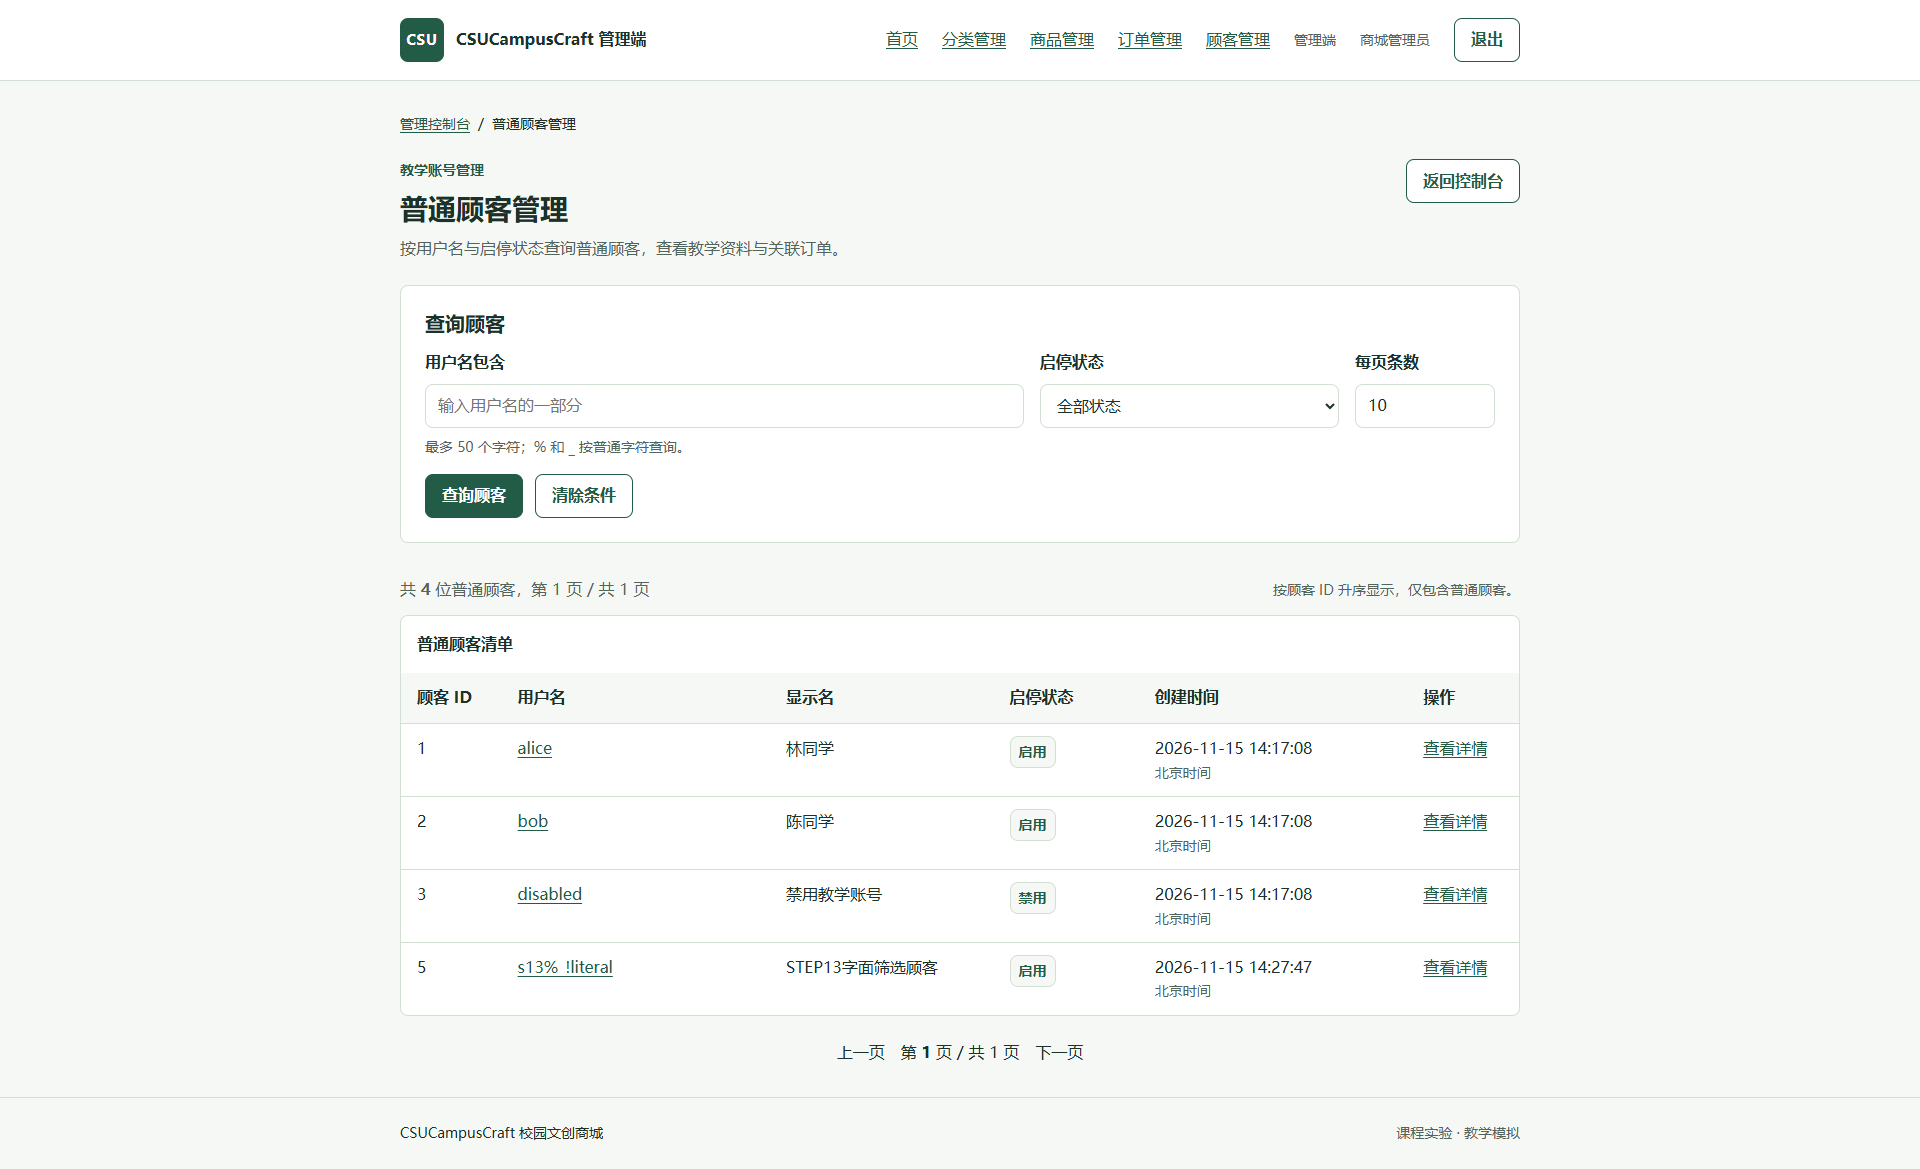 CSU CSUCampusCraft 管理端 首页 分类管理 商品管理 订单管理 顾客管理 管理端 商城管理员 退出
管理控制台 / 普通顾客管理
教学账号管理
普通顾客管理
返回控制台
按用户名与启停状态查询普通顾客，查看教学资料与关联订单。
查询顾客
用户名包含 启停状态 每页条数
输入用户名的一部分 全部状态 10
最多 50 个字符；% 和 _ 按普通字符查询。
查询顾客 清除条件
共 4 位普通顾客，第 1 页 / 共 1 页 按顾客 ID 升序显示，仅包含普通顾客。
普通顾客清单
顾客 ID 用户名 显示名 启停状态 创建时间 操作
1 alice 林同学 启用 2026-11-15 14:17:08 查看详情
北京时间
2 bob 陈同学 启用 2026-11-15 14:17:08 查看详情
北京时间
3 disabled 禁用教学账号 禁用 2026-11-15 14:17:08 查看详情
北京时间
5 s13%_!literal STEP13字面筛选顾客 启用 2026-11-15 14:27:47 查看详情
北京时间
上一页 第 1 页 / 共 1 页 下一页
CSUCampusCraft 校园文创商城 课程实验 · 教学模拟